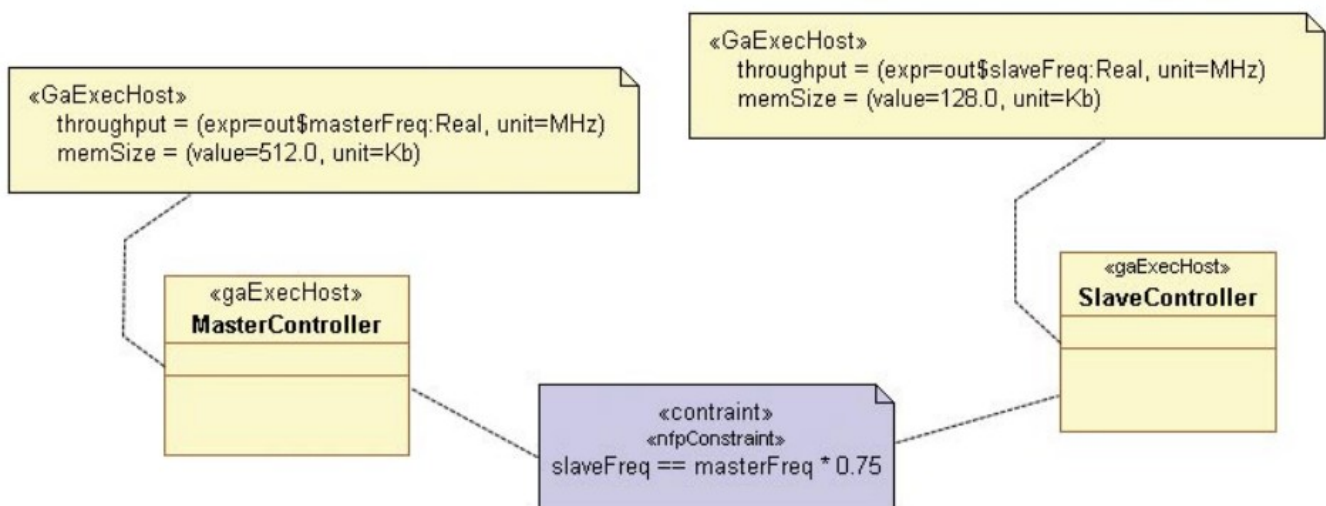 «GaExecHost»
throughput = (expr=out$masterFreq:Real, unit=MHz)
memSize = (value=512.0, unit=Kb)
«GaExecHost»
throughput = (expr=out$slaveFreq:Real, unit=MHz)
memSize = (value=128.0, unit=Kb)
«gaExecHost»
MasterController
«gaExecHost»
SlaveController
«contraint»
«nfpConstraint»
slaveFreq == masterFreq * 0.75